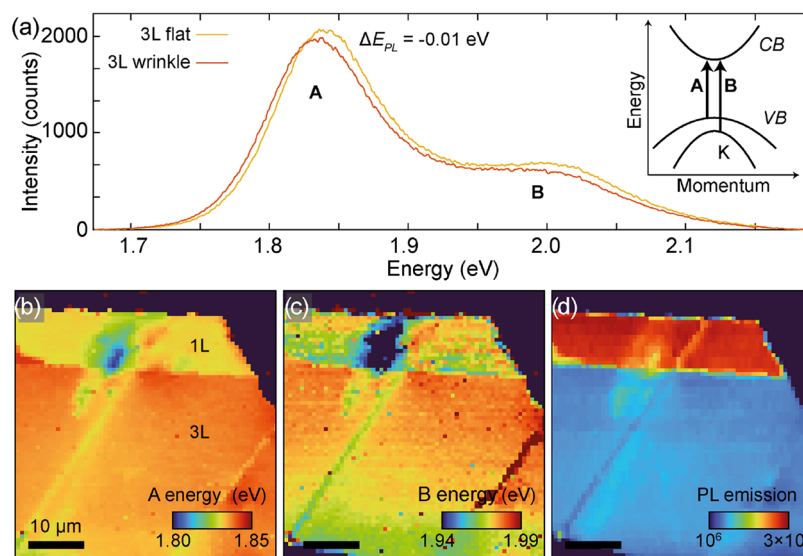 (a)
3L flat
3L wrinkle
ΔE_PL = -0.01 eV
A
B
Intensity (counts)
2000
1000
0
1.7 1.8 1.9 2.0 2.1
Energy (eV)
Energy
Momentum
CB
VB
A
B
K
(b)
1L
3L
A energy (eV)
10 μm
1.80 1.85
(c)
B energy (eV)
1.94 1.99
(d)
PL emission
10⁶ 3×10